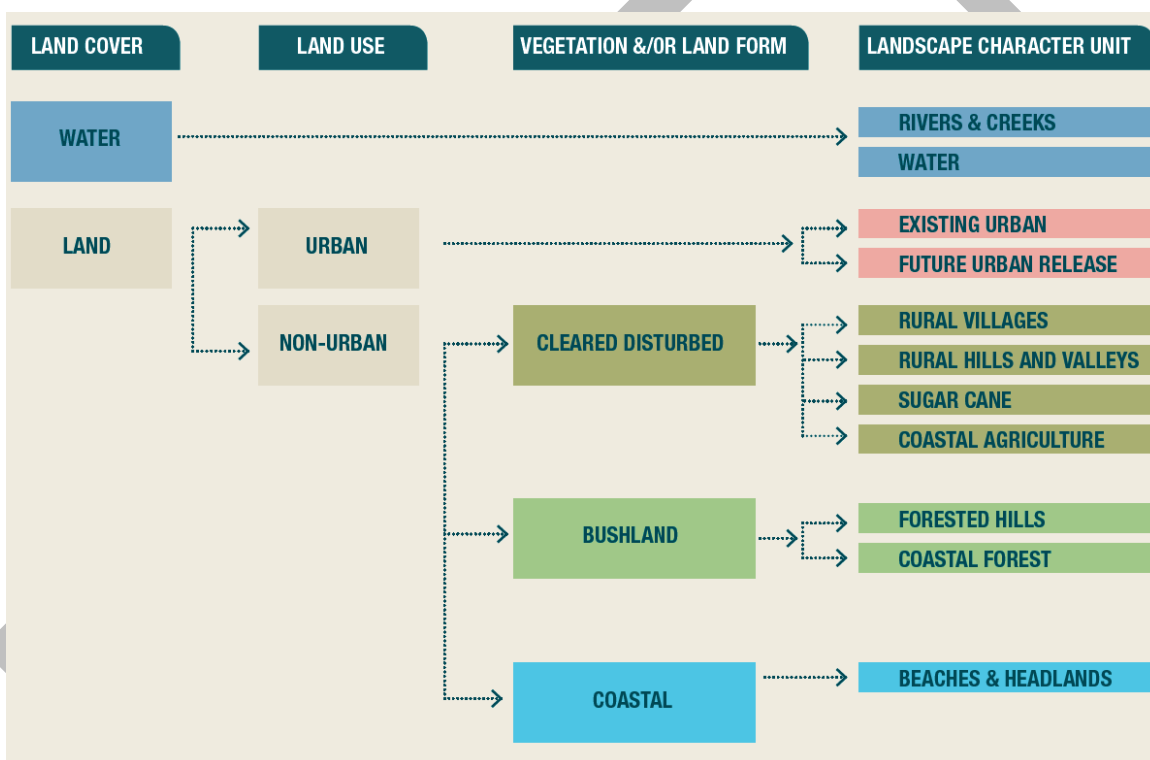 LAND COVER
LAND USE
VEGETATION &/OR LAND FORM
LANDSCAPE CHARACTER UNIT
WATER
RIVERS & CREEKS
WATER
LAND
URBAN
EXISTING URBAN
FUTURE URBAN RELEASE
NON-URBAN
CLEARED DISTURBED
RURAL VILLAGES
RURAL HILLS AND VALLEYS
SUGAR CANE
COASTAL AGRICULTURE
BUSHLAND
FORESTED HILLS
COASTAL FOREST
COASTAL
BEACHES & HEADLANDS